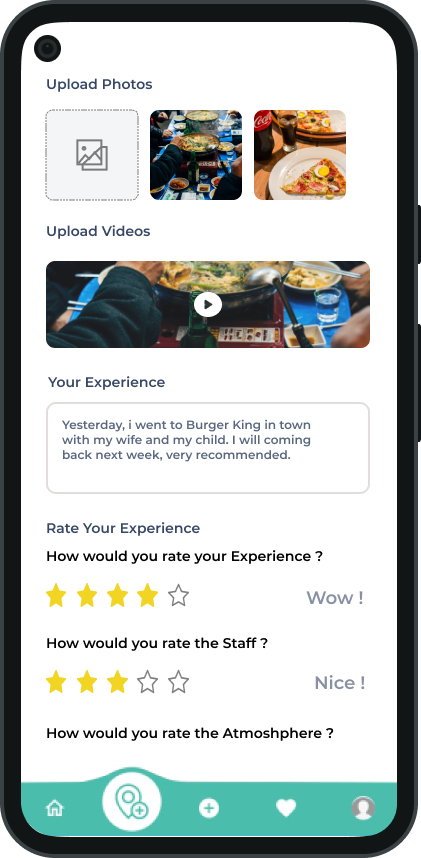 Upload Photos
Upload Videos
Your Experience
Yesterday, i went to Burger King in town
with my wife and my child. I will coming
back next week, very recommended.
Rate Your Experience
How would you rate your Experience ?
Wow !
How would you rate the Staff ?
Nice !
How would you rate the Atmoshphere ?